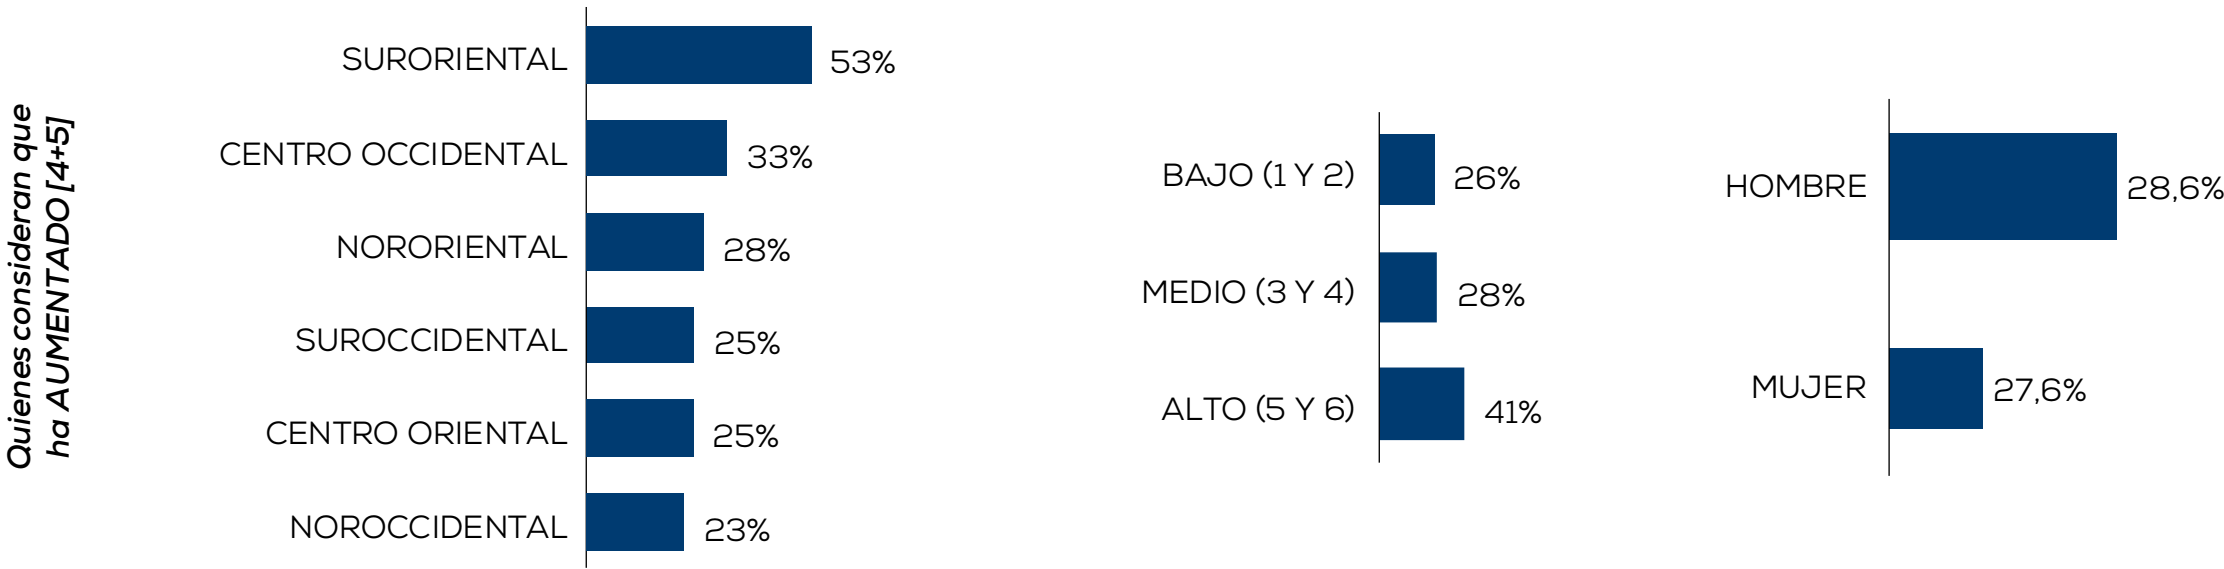 Quienes consideran que
ha AUMENTADO [4+5]
SURORIENTAL 53%
CENTRO OCCIDENTAL 33%
NORORIENTAL 28%
SUROCCIDENTAL 25%
CENTRO ORIENTAL 25%
NOROCCIDENTAL 23%
BAJO (1 Y 2) 26%
MEDIO (3 Y 4) 28%
ALTO (5 Y 6) 41%
HOMBRE 28,6%
MUJER 27,6%